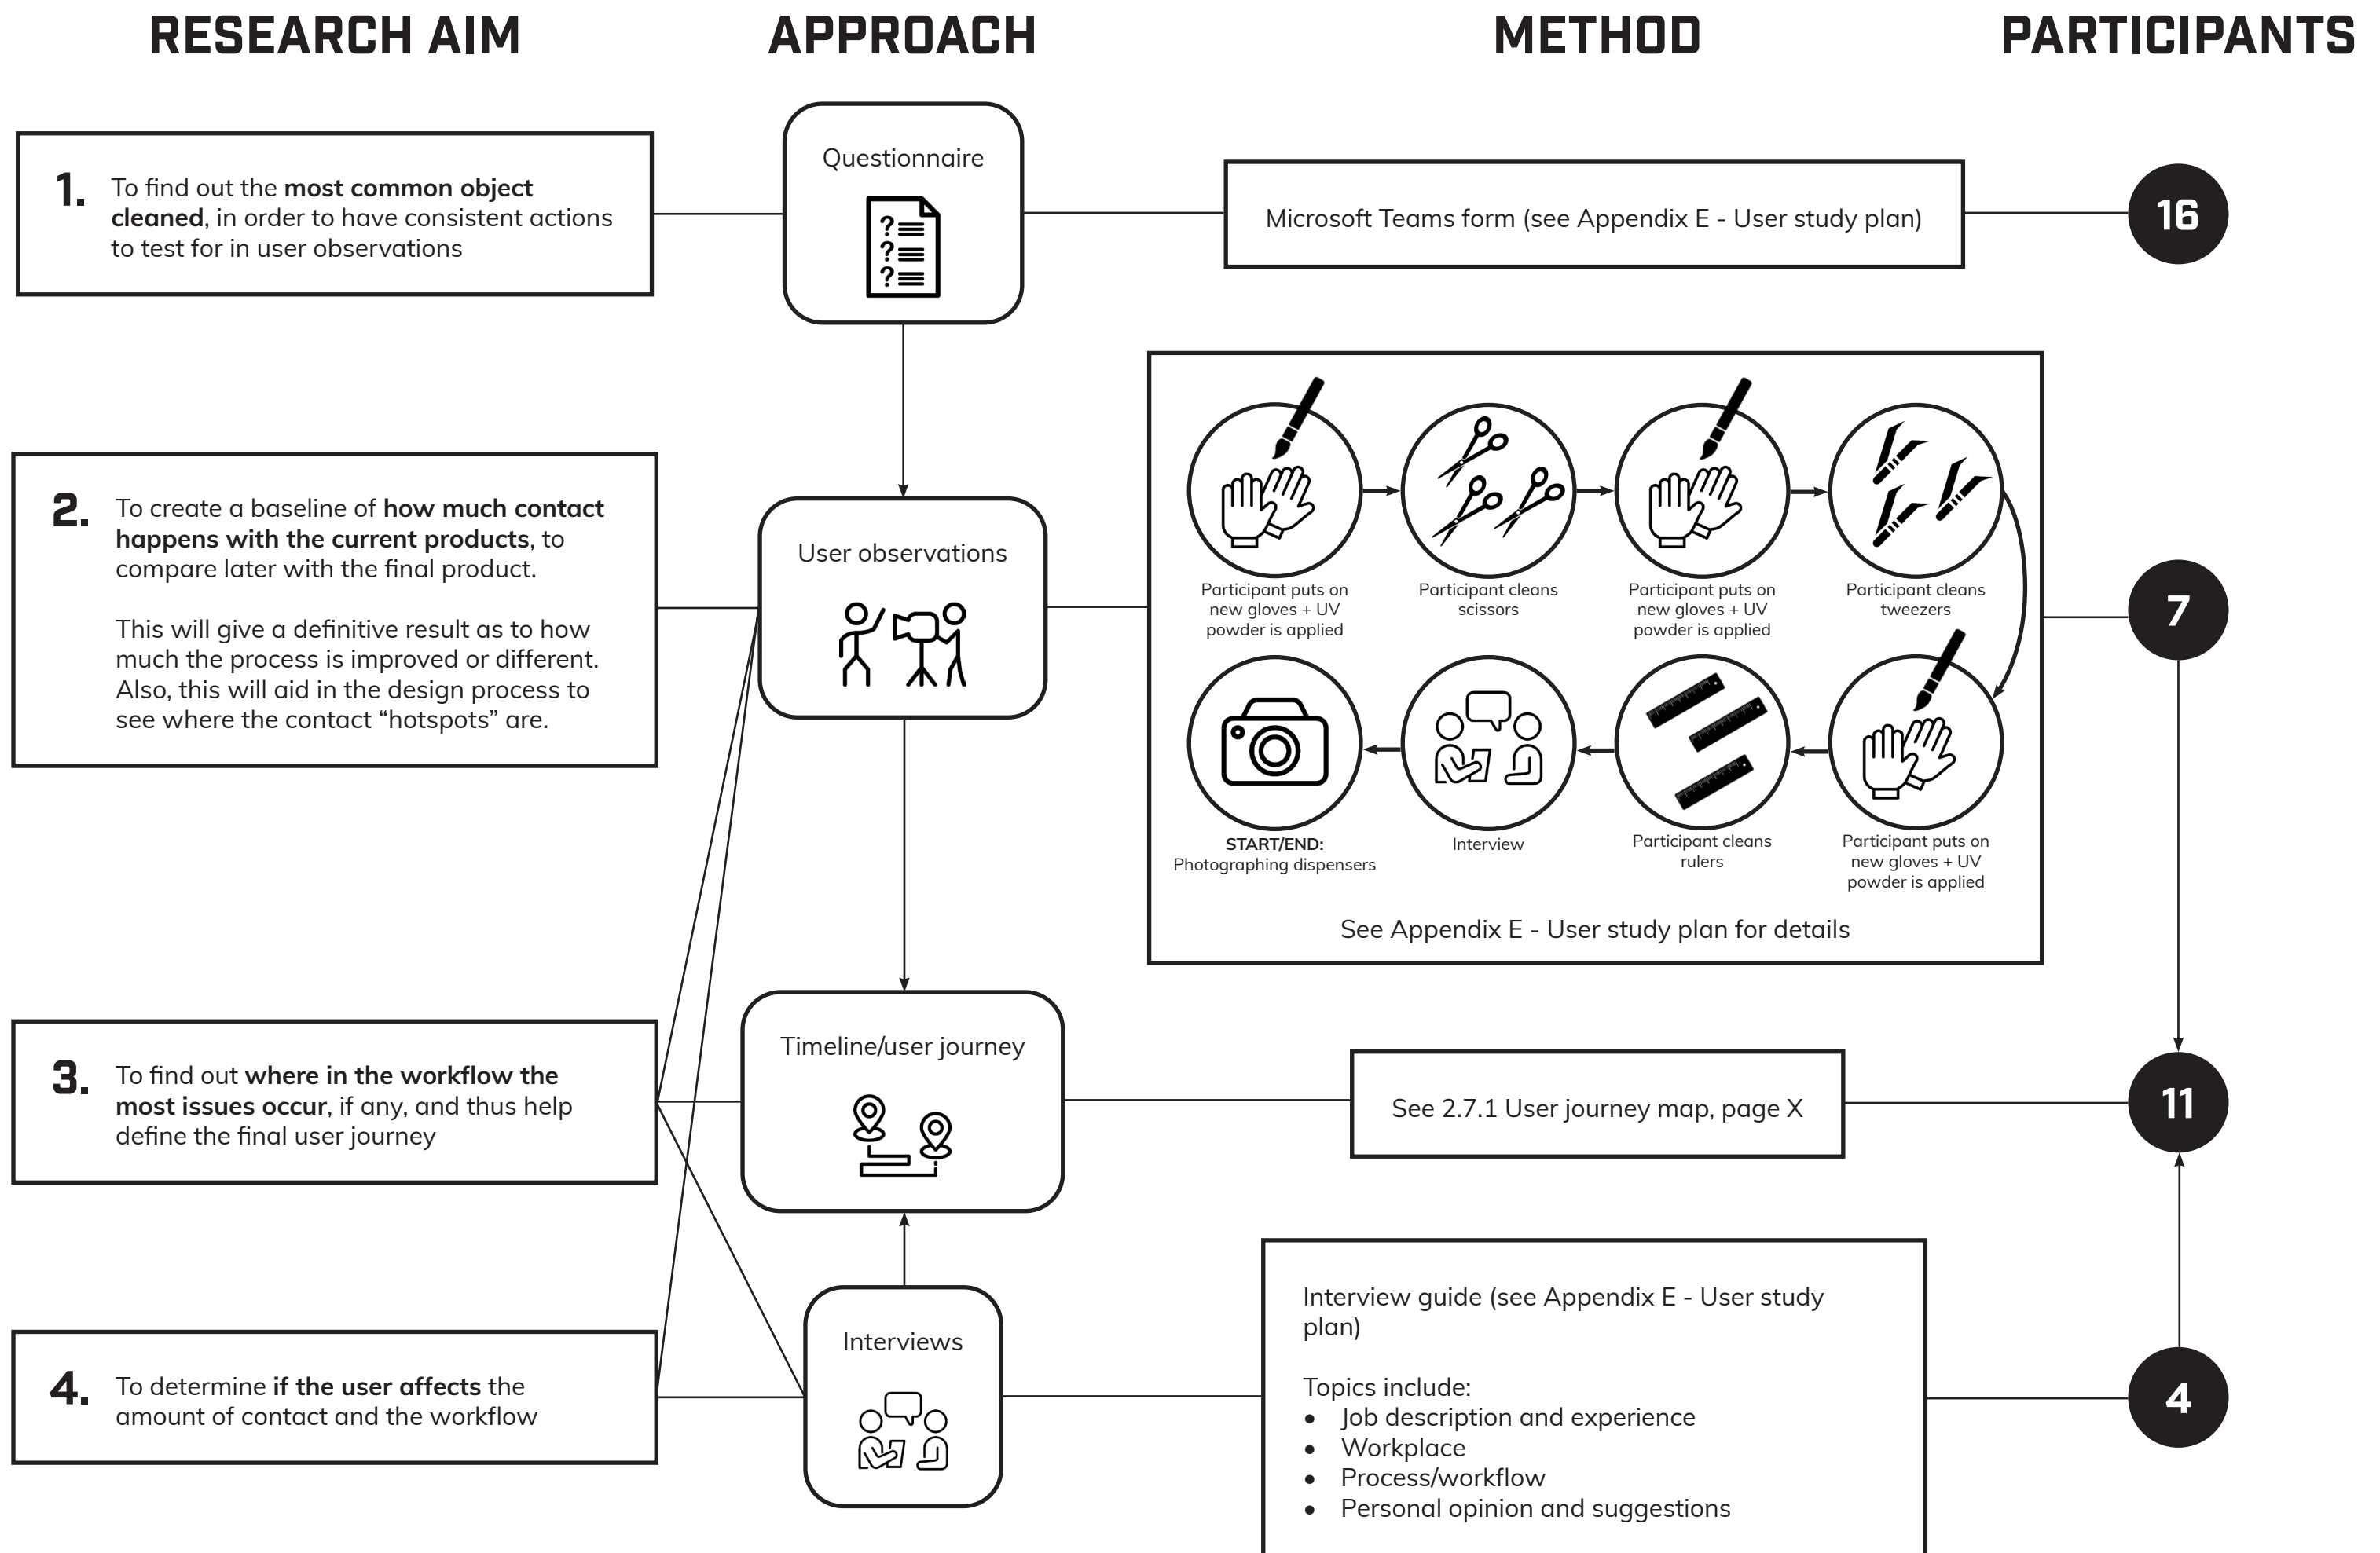 RESEARCH AIM
APPROACH
METHOD
PARTICIPANTS
1.
To find out the most common object
cleaned, in order to have consistent actions
to test for in user observations
Questionnaire
? ? ?
Microsoft Teams form (see Appendix E - User study plan)
16
2.
To create a baseline of how much contact
happens with the current products, to
compare later with the final product.
This will give a definitive result as to how
much the process is improved or different.
Also, this will aid in the design process to
see where the contact “hotspots” are.
User observations
Participant puts on
new gloves + UV
powder is applied
Participant cleans
scissors
Participant puts on
new gloves + UV
powder is applied
Participant cleans
tweezers
START/END:
Photographing dispensers
Interview
Participant cleans
rulers
Participant puts on
new gloves + UV
powder is applied
See Appendix E - User study plan for details
7
3.
To find out where in the workflow the
most issues occur, if any, and thus help
define the final user journey
Timeline/user journey
See 2.7.1 User journey map, page X
11
4.
To determine if the user affects the
amount of contact and the workflow
Interviews
Interview guide (see Appendix E - User study
plan)
Topics include:
• Job description and experience
• Workplace
• Process/workflow
• Personal opinion and suggestions
4